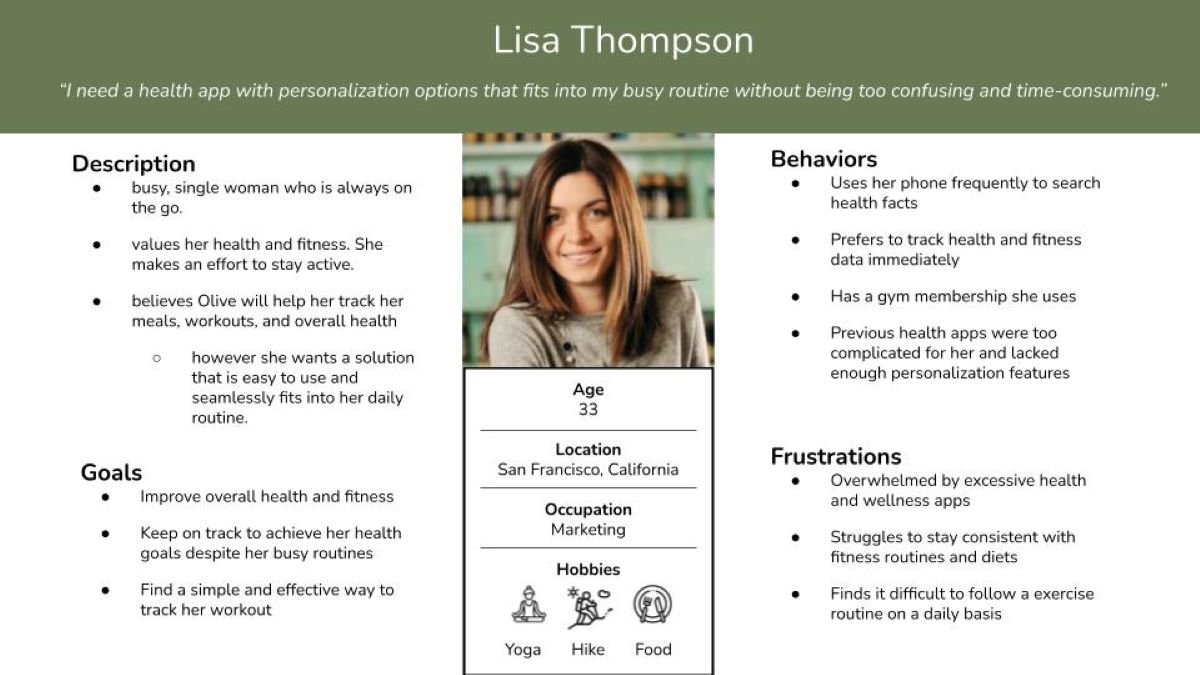 Lisa Thompson
“I need a health app with personalization options that fits into my busy routine without being too confusing and time-consuming.”
Description
● busy, single woman who is always on
the go.
● values her health and fitness. She
makes an effort to stay active.
● believes Olive will help her track her
meals, workouts, and overall health
○ however she wants a solution
that is easy to use and
seamlessly fits into her daily
routine.
Goals
● Improve overall health and fitness
● Keep on track to achieve her health
goals despite her busy routines
● Find a simple and effective way to
track her workout
Age
33
Location
San Francisco, California
Occupation
Marketing
Hobbies
Yoga Hike Food
Behaviors
● Uses her phone frequently to search
health facts
● Prefers to track health and fitness
data immediately
● Has a gym membership she uses
● Previous health apps were too
complicated for her and lacked
enough personalization features
Frustrations
● Overwhelmed by excessive health
and wellness apps
● Struggles to stay consistent with
fitness routines and diets
● Finds it difficult to follow a exercise
routine on a daily basis